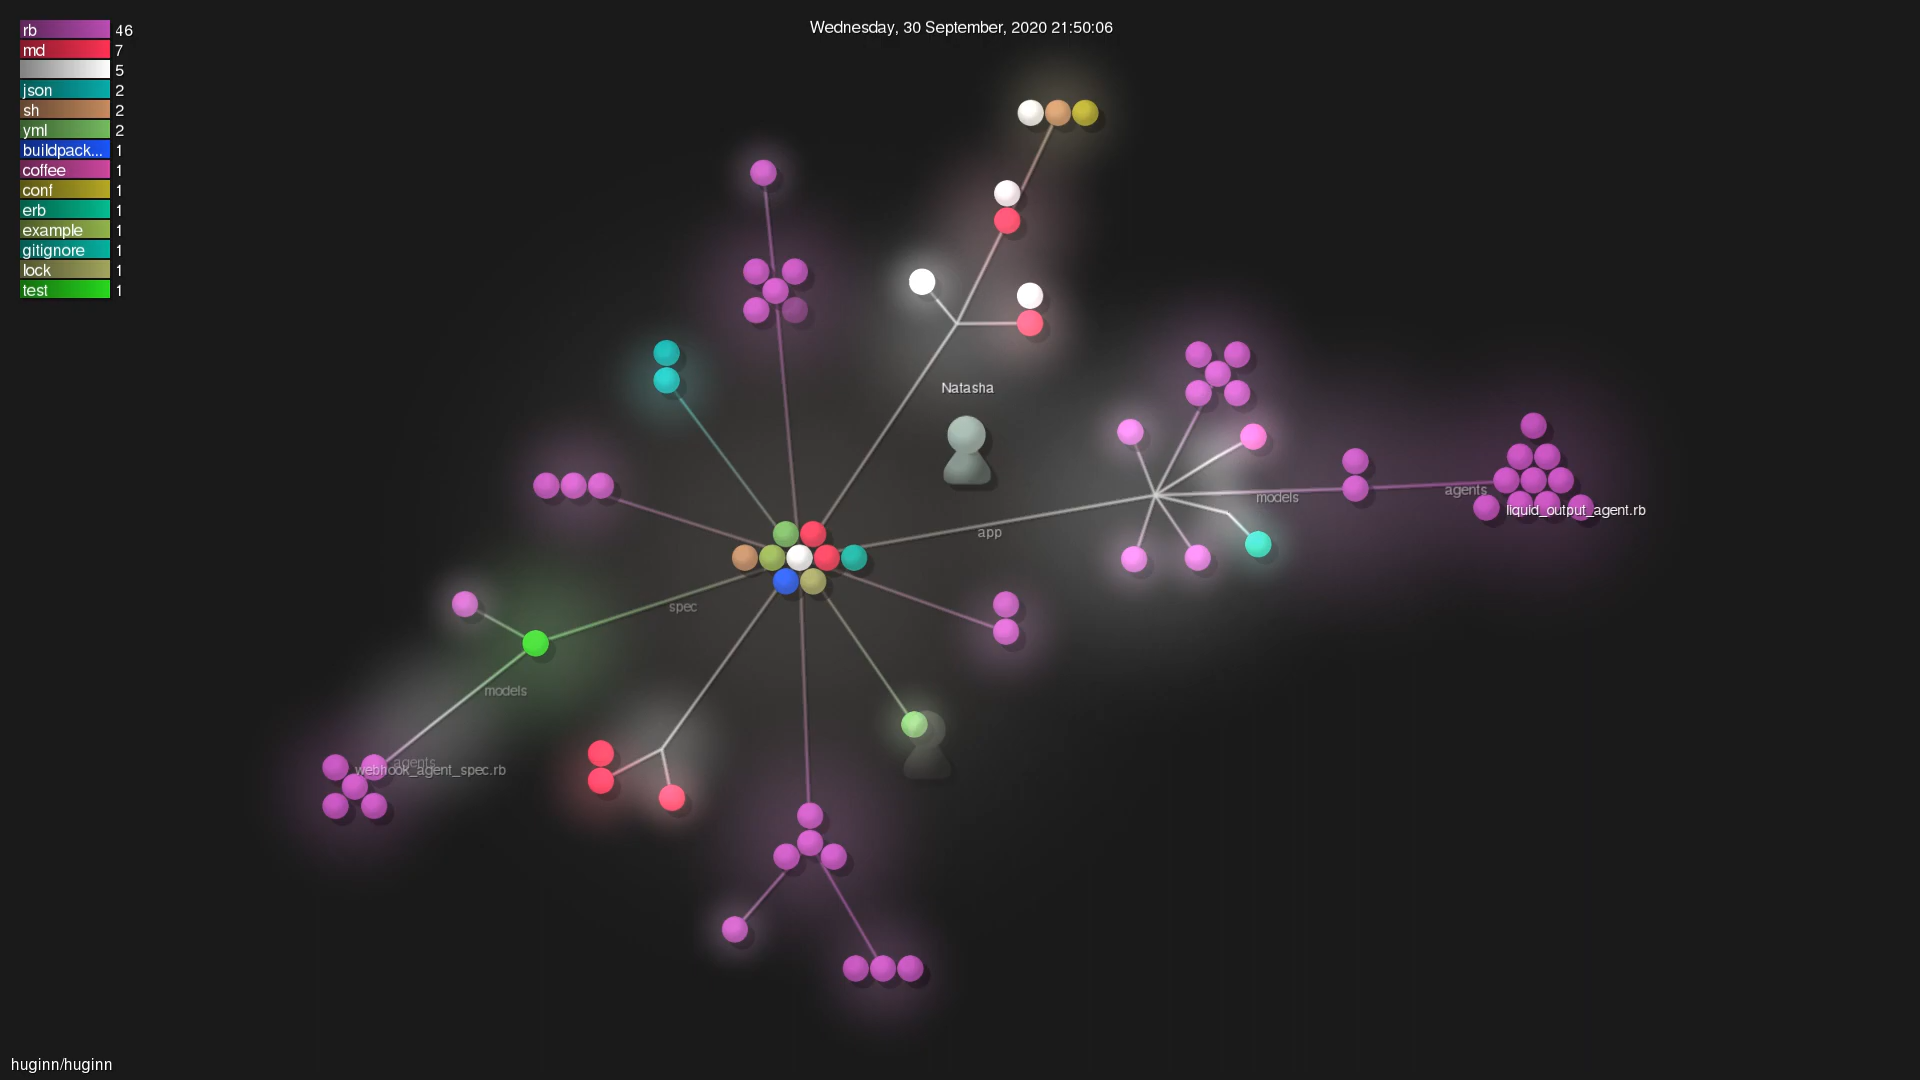 Wednesday, 30 September, 2020 21:50:06
rb 46
md 7
5
json 2
sh 2
yml 2
buildpack... 1
coffee 1
conf 1
erb 1
example 1
gitignore 1
lock 1
test 1
Natasha
models
agents
liquid_output_agent.rb
app
spec
models
agents
webhook_agent_spec.rb
huginn/huginn